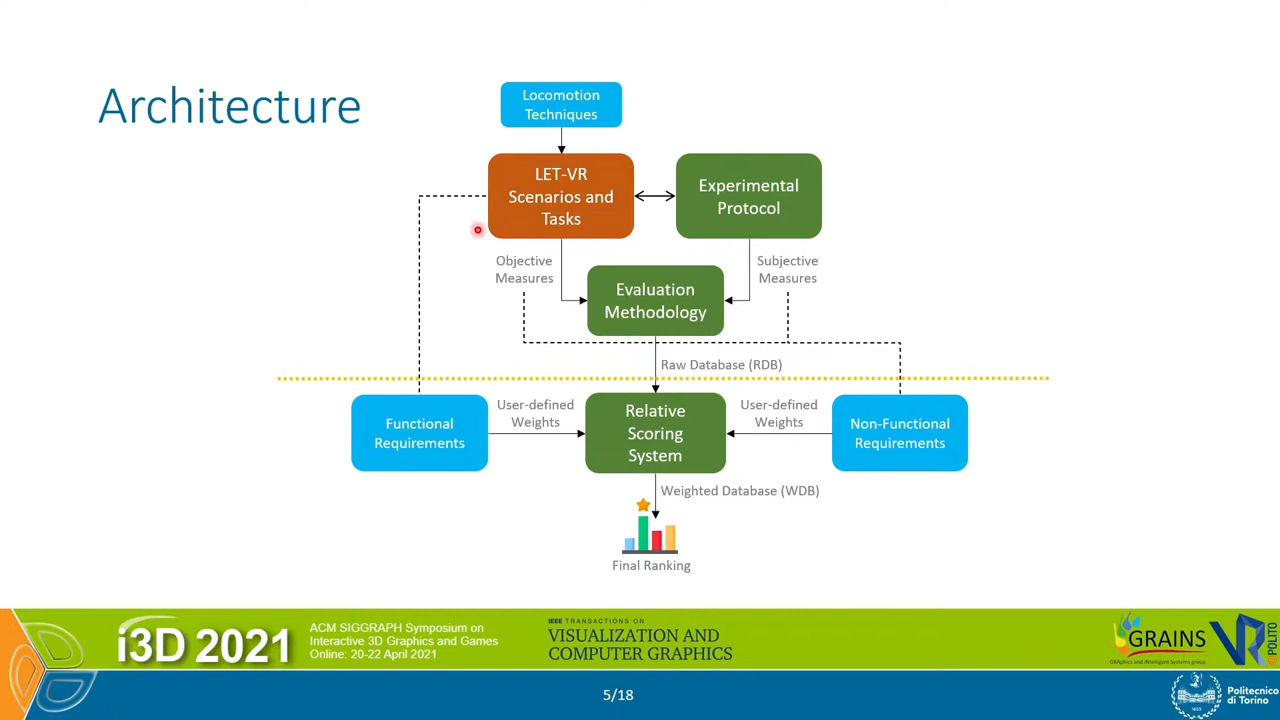 Architecture
Locomotion
Techniques
LET-VR
Scenarios and
Tasks
Experimental
Protocol
Objective
Measures
Subjective
Measures
Evaluation
Methodology
Raw Database (RDB)
Functional
Requirements
User-defined
Weights
Relative
Scoring
System
User-defined
Weights
Non-Functional
Requirements
Weighted Database (WDB)
Final Ranking
i3D 2021
ACM SIGGRAPH Symposium on
Interactive 3D Graphics and Games
Online: 20-22 April 2021
IEEE TRANSACTIONS ON
VISUALIZATION AND
COMPUTER GRAPHICS
GRAINS
GRAphics and INtelligent Systems group
VR
@POLITO
5/18
Politecnico
di Torino